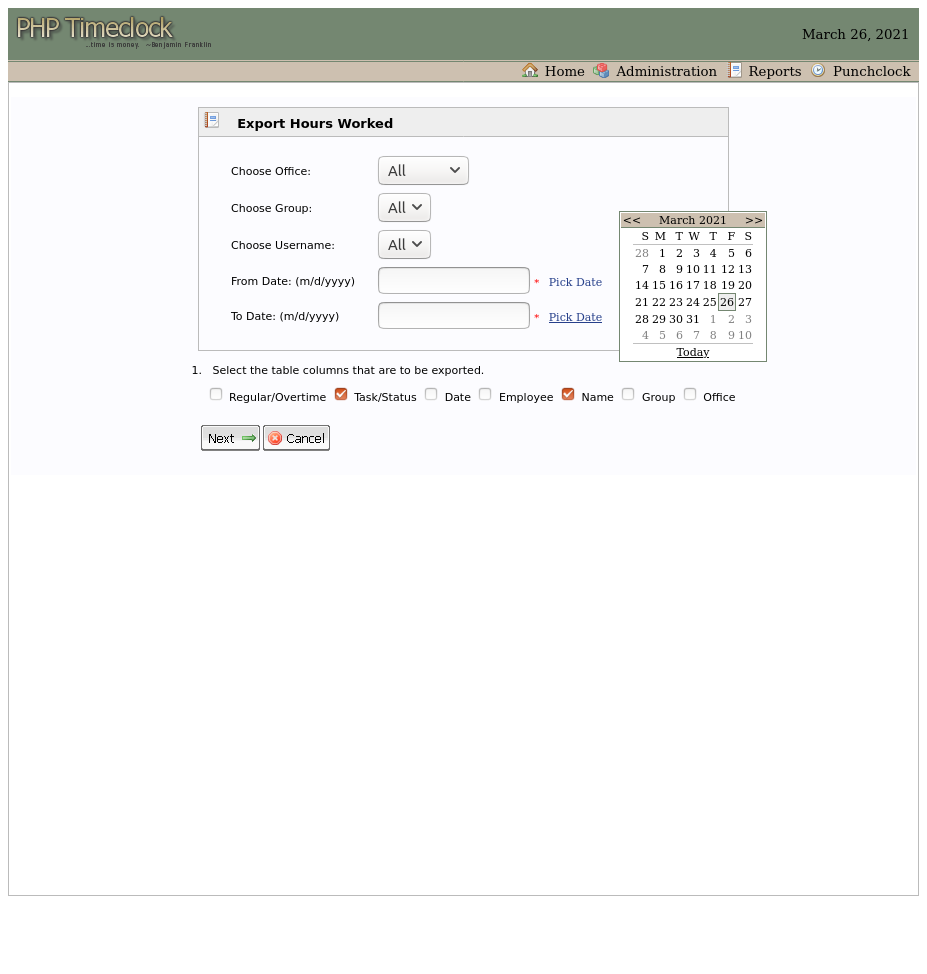 PHP Timeclock
...time is money. ~Benjamin Franklin
March 26, 2021
Home Administration Reports Punchclock
Export Hours Worked
Choose Office: All
Choose Group: All
Choose Username: All
From Date: (m/d/yyyy) * Pick Date
To Date: (m/d/yyyy) * Pick Date
<< March 2021 >>
S M T W T F S
28 1 2 3 4 5 6
7 8 9 10 11 12 13
14 15 16 17 18 19 20
21 22 23 24 25 26 27
28 29 30 31 1 2 3
4 5 6 7 8 9 10
Today
1. Select the table columns that are to be exported.
Regular/Overtime Task/Status Date Employee Name Group Office
Next Cancel